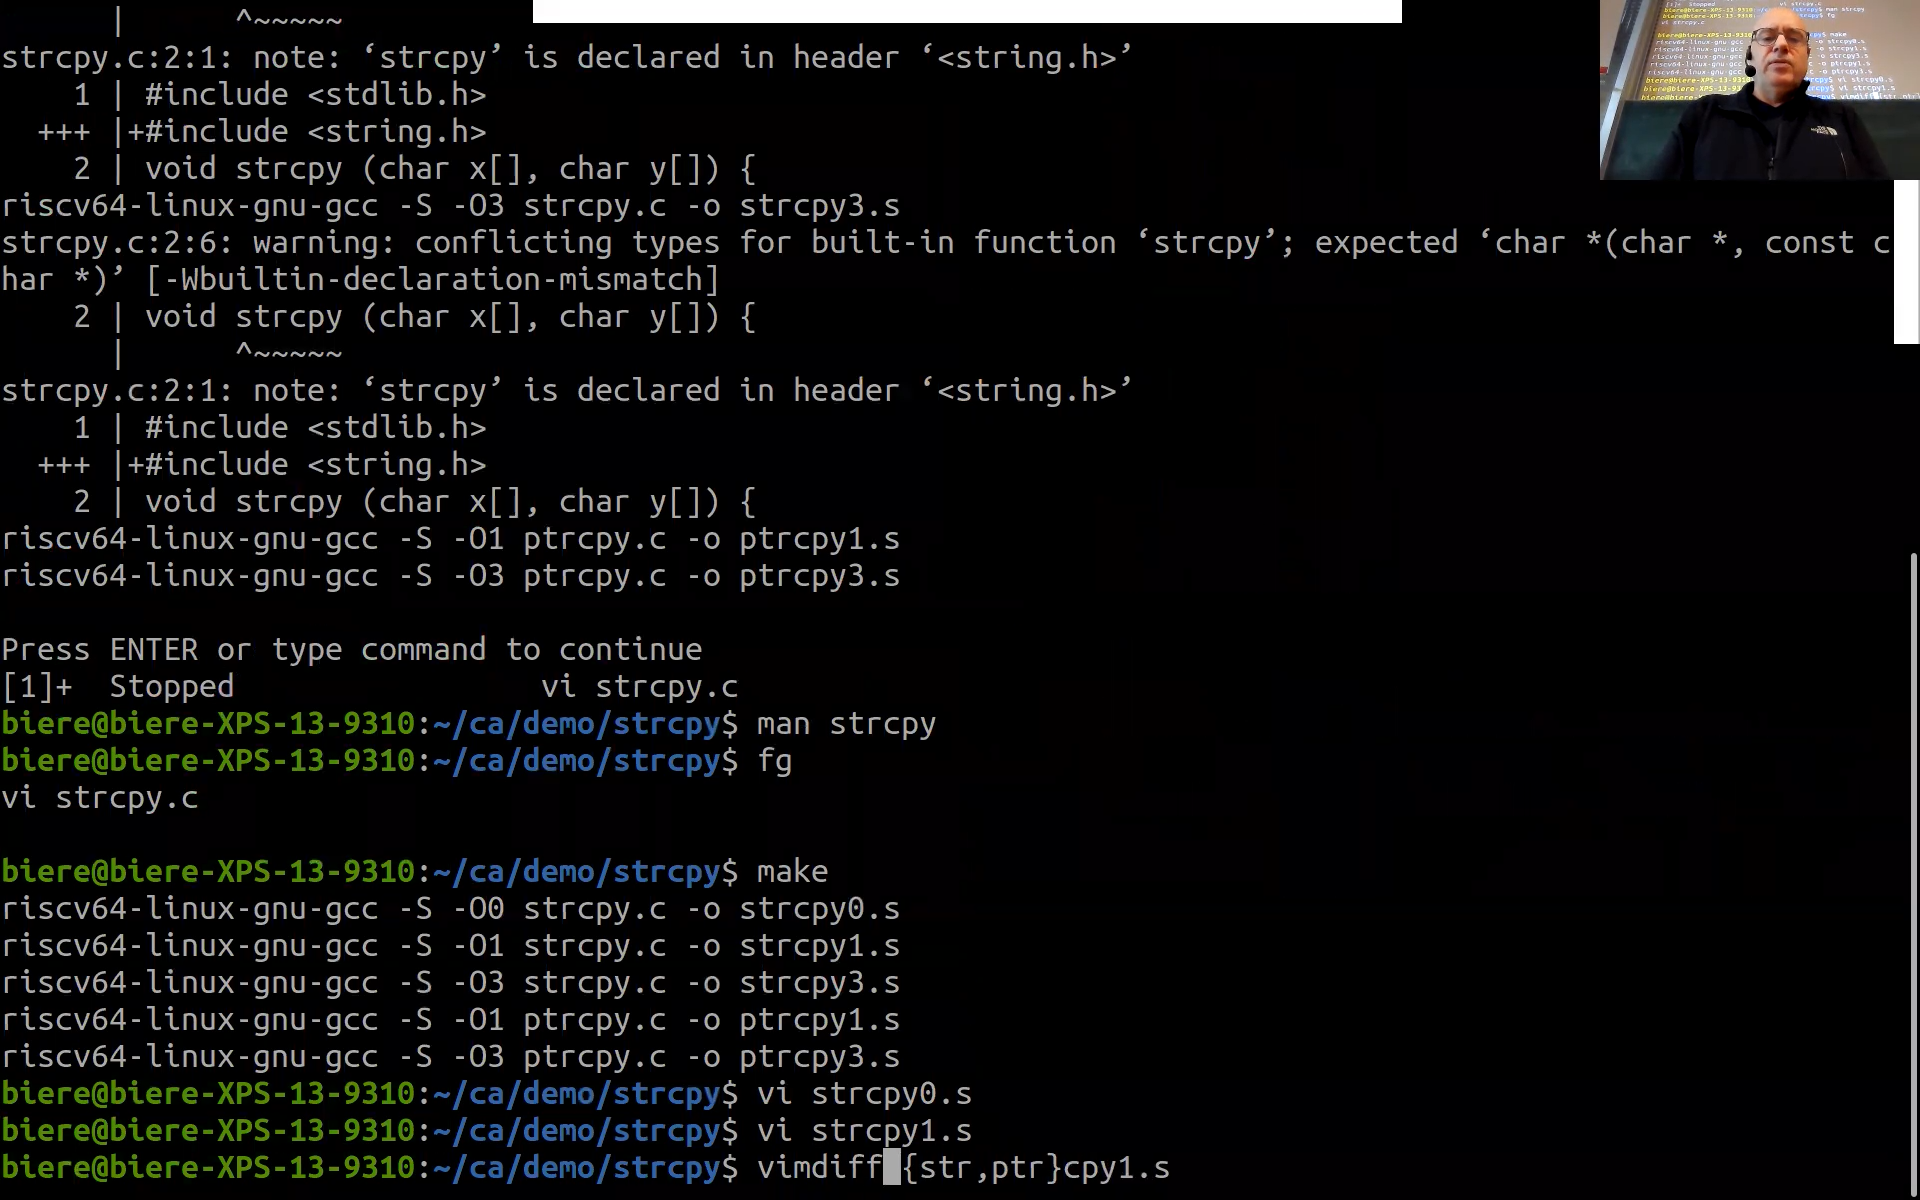 |      ^~~~~~
strcpy.c:2:1: note: ‘strcpy’ is declared in header ‘<string.h>’
    1 | #include <stdlib.h>
  +++ |+#include <string.h>
    2 | void strcpy (char x[], char y[]) {
riscv64-linux-gnu-gcc -S -O3 strcpy.c -o strcpy3.s
strcpy.c:2:6: warning: conflicting types for built-in function ‘strcpy’; expected ‘char *(char *, const c
har *)’ [-Wbuiltin-declaration-mismatch]
    2 | void strcpy (char x[], char y[]) {
      |      ^~~~~~
strcpy.c:2:1: note: ‘strcpy’ is declared in header ‘<string.h>’
    1 | #include <stdlib.h>
  +++ |+#include <string.h>
    2 | void strcpy (char x[], char y[]) {
riscv64-linux-gnu-gcc -S -O1 ptrcpy.c -o ptrcpy1.s
riscv64-linux-gnu-gcc -S -O3 ptrcpy.c -o ptrcpy3.s
Press ENTER or type command to continue
[1]+  Stopped                 vi strcpy.c
biere@biere-XPS-13-9310:~/ca/demo/strcpy$ man strcpy
biere@biere-XPS-13-9310:~/ca/demo/strcpy$ fg
vi strcpy.c
biere@biere-XPS-13-9310:~/ca/demo/strcpy$ make
riscv64-linux-gnu-gcc -S -O0 strcpy.c -o strcpy0.s
riscv64-linux-gnu-gcc -S -O1 strcpy.c -o strcpy1.s
riscv64-linux-gnu-gcc -S -O3 strcpy.c -o strcpy3.s
riscv64-linux-gnu-gcc -S -O1 ptrcpy.c -o ptrcpy1.s
riscv64-linux-gnu-gcc -S -O3 ptrcpy.c -o ptrcpy3.s
biere@biere-XPS-13-9310:~/ca/demo/strcpy$ vi strcpy0.s
biere@biere-XPS-13-9310:~/ca/demo/strcpy$ vi strcpy1.s
biere@biere-XPS-13-9310:~/ca/demo/strcpy$ vimdiff {str,ptr}cpy1.s